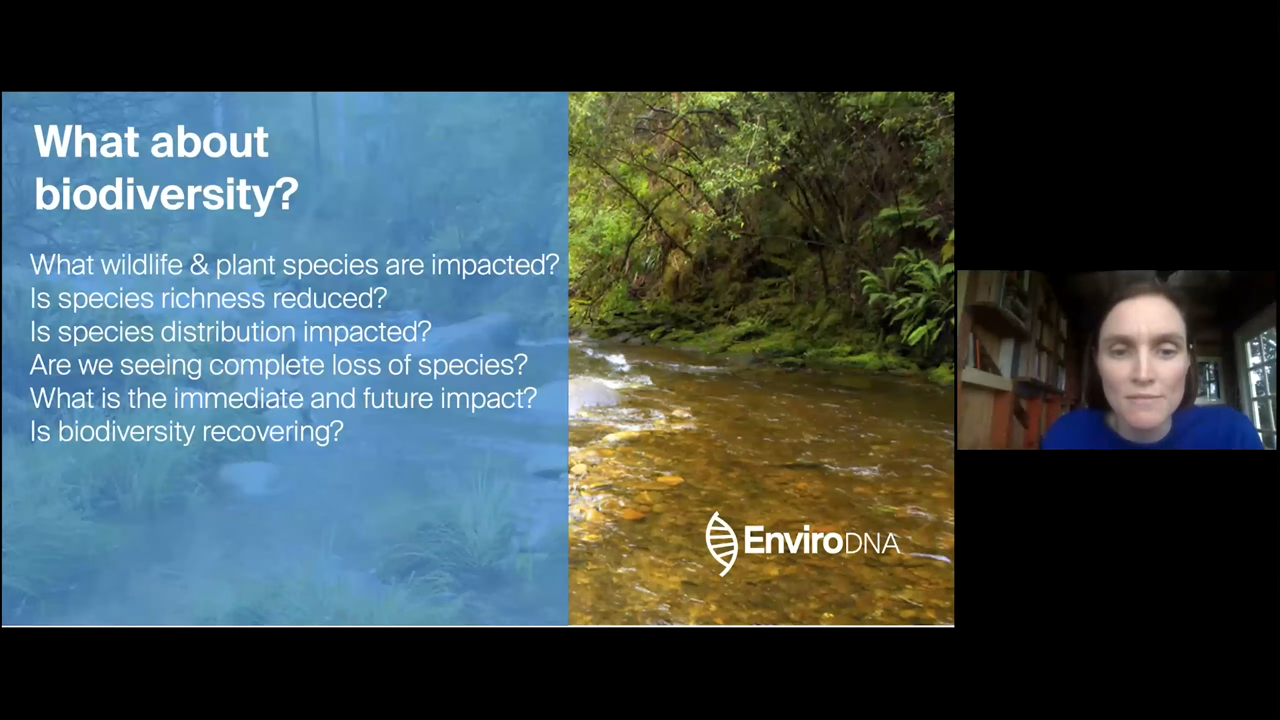 What about
biodiversity?
What wildlife & plant species are impacted?
Is species richness reduced?
Is species distribution impacted?
Are we seeing complete loss of species?
What is the immediate and future impact?
Is biodiversity recovering?
EnviroDNA